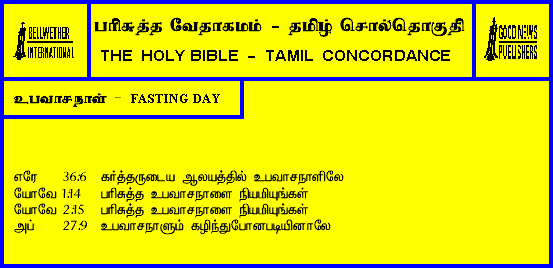 BELLWETHER
INTERNATIONAL
பரிசுத்த வேதாகமம் - தமிழ் சொல்தொகுதி
THE HOLY BIBLE - TAMIL CONCORDANCE
GOOD NEWS
PUBLISHERS
உபவாசநாள் - FASTING DAY
எரே 36:6 கர்த்தருடைய ஆலயத்தில் உபவாசநாளிலே
யோவே 1:14 பரிசுத்த உபவாசநாளை நியமியுங்கள்
யோவே 2:15 பரிசுத்த உபவாசநாளை நியமியுங்கள்
அப் 27:9 உபவாசநாளும் கழிந்துபோனபடியினாலே